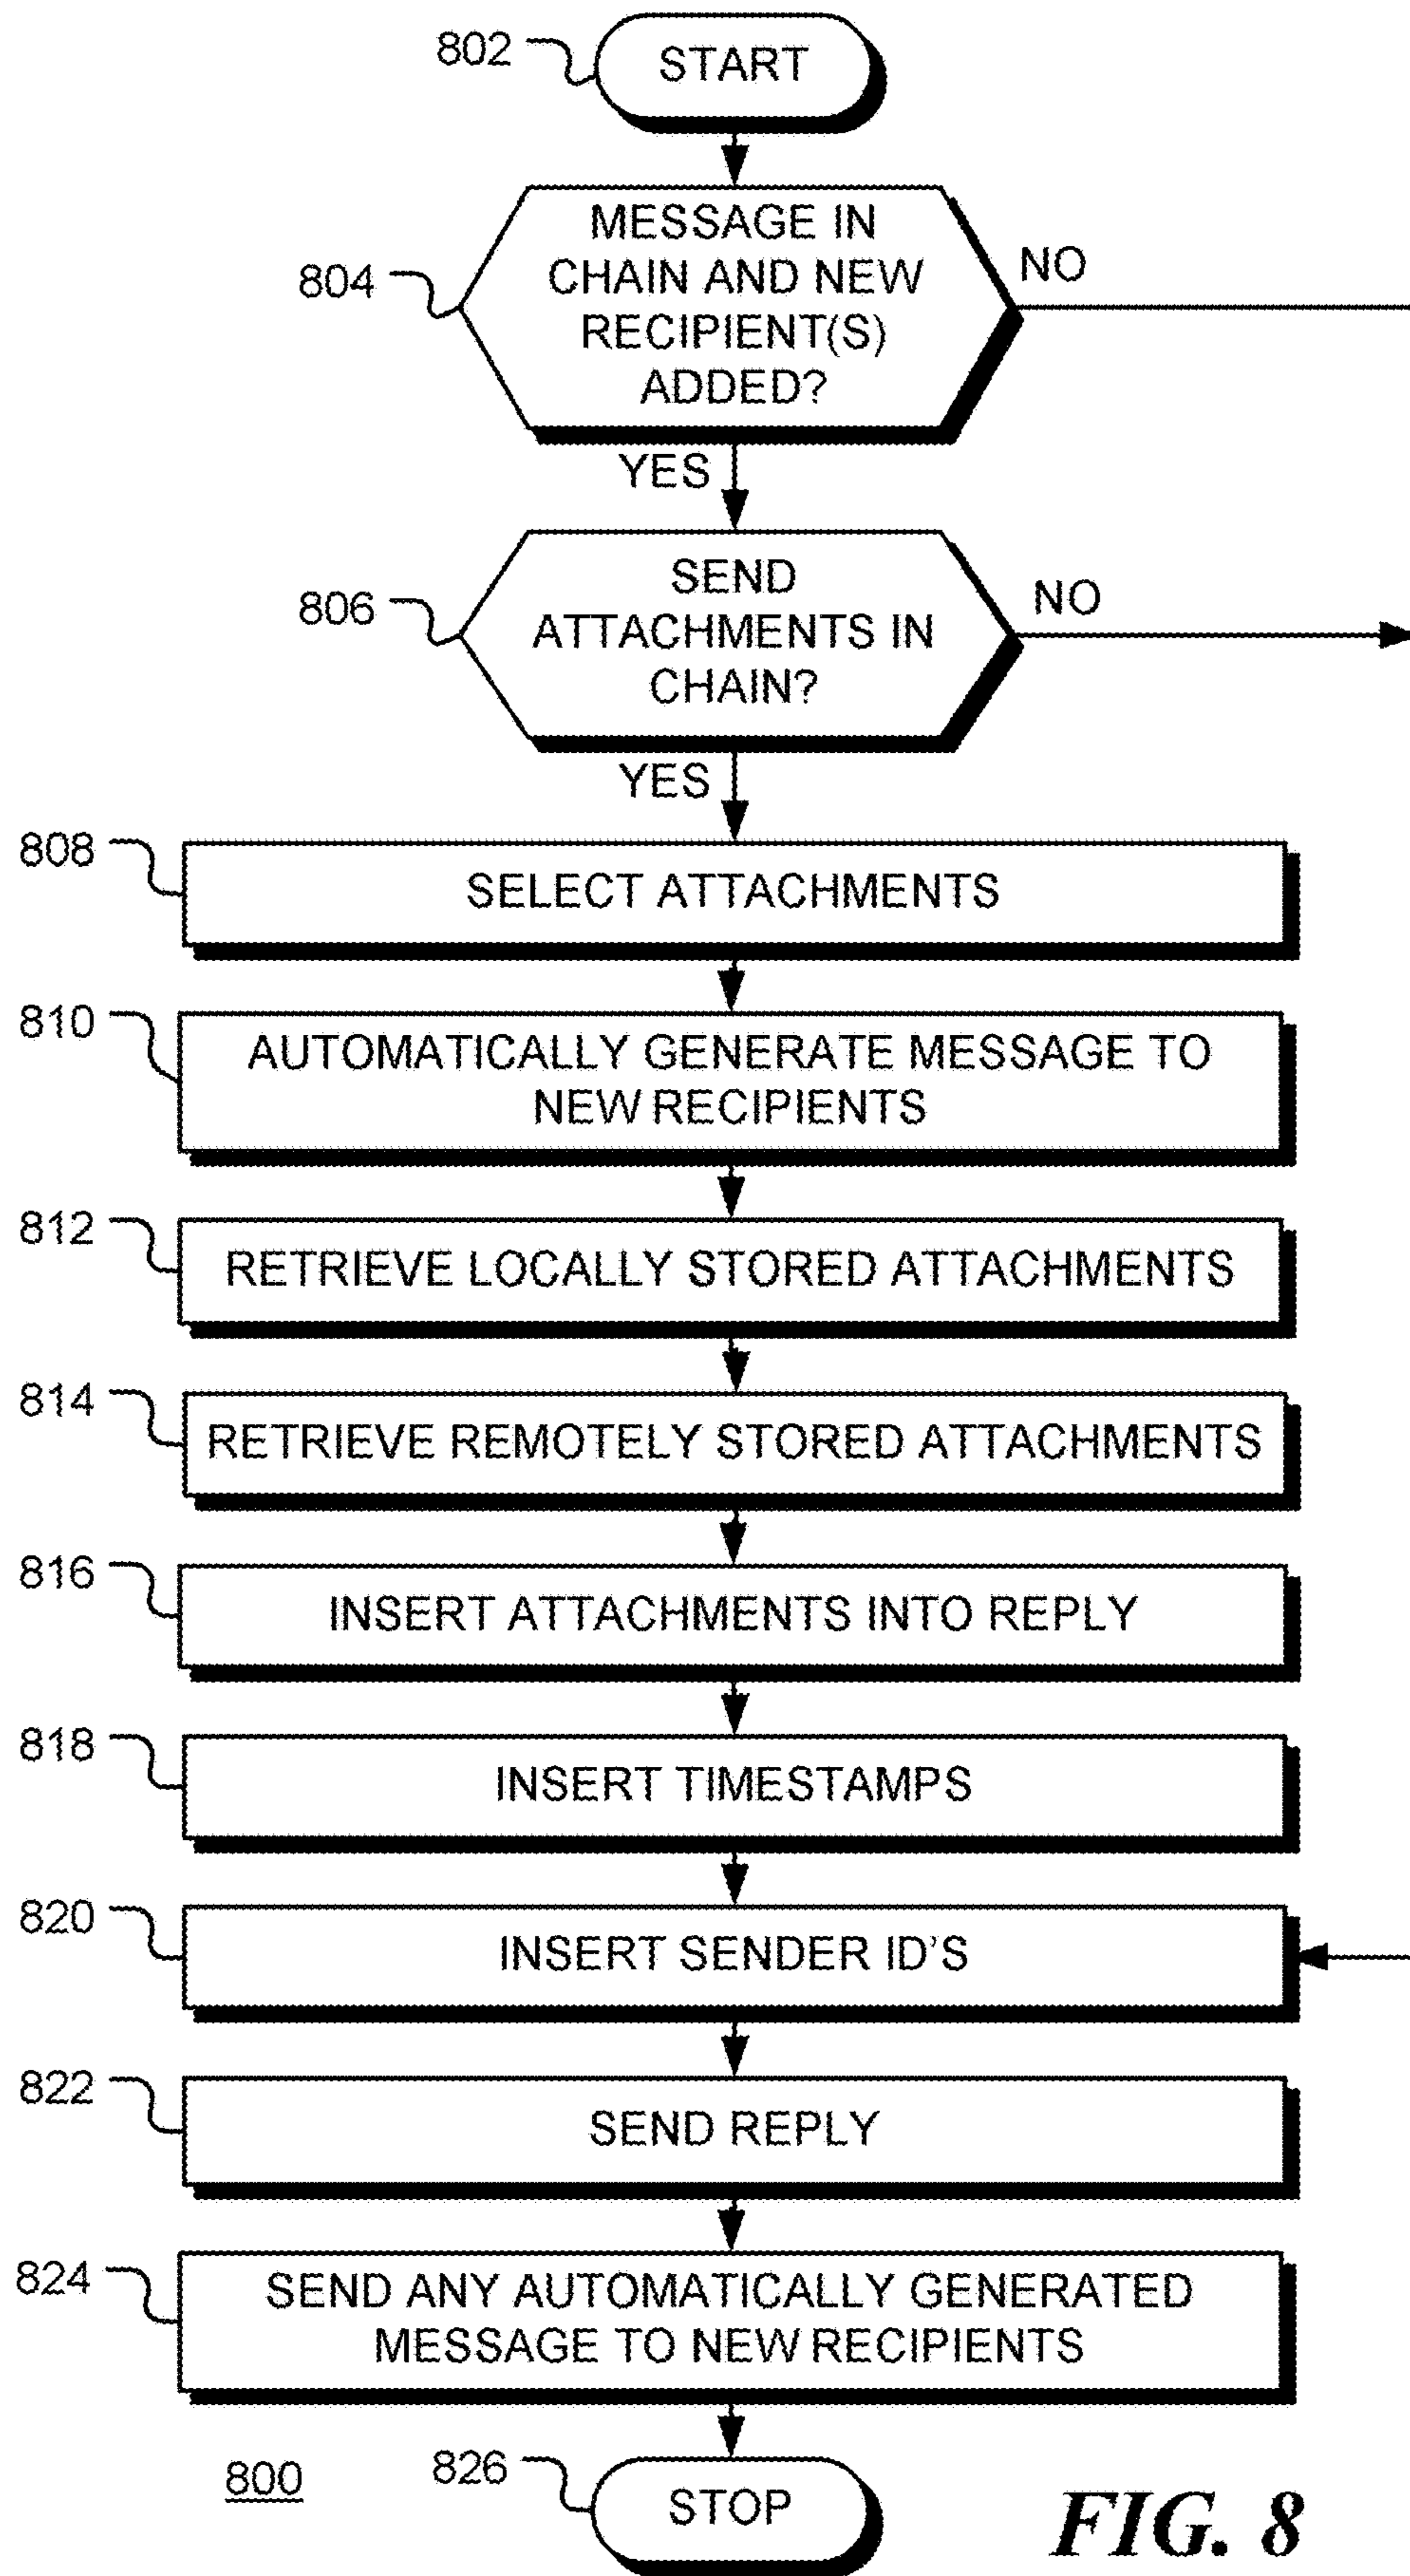 802
START
804
MESSAGE IN
CHAIN AND NEW
RECIPIENT(S)
ADDED?
NO
YES
806
SEND
ATTACHMENTS IN
CHAIN?
NO
YES
808
SELECT ATTACHMENTS
810
AUTOMATICALLY GENERATE MESSAGE TO
NEW RECIPIENTS
812
RETRIEVE LOCALLY STORED ATTACHMENTS
814
RETRIEVE REMOTELY STORED ATTACHMENTS
816
INSERT ATTACHMENTS INTO REPLY
818
INSERT TIMESTAMPS
820
INSERT SENDER ID'S
822
SEND REPLY
824
SEND ANY AUTOMATICALLY GENERATED
MESSAGE TO NEW RECIPIENTS
800
826
STOP
FIG. 8